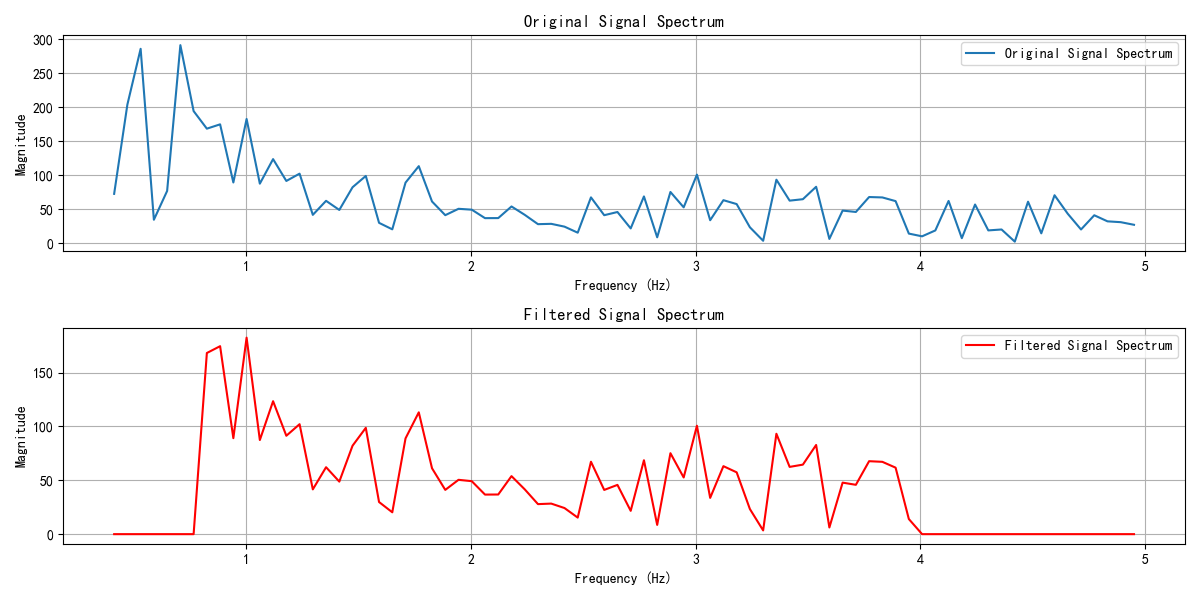 Original Signal Spectrum
Original Signal Spectrum
300
250
200
150
100
50
0
Magnitude
1 2 3 4 5
Frequency (Hz)
Filtered Signal Spectrum
Filtered Signal Spectrum
150
100
50
0
Magnitude
1 2 3 4 5
Frequency (Hz)